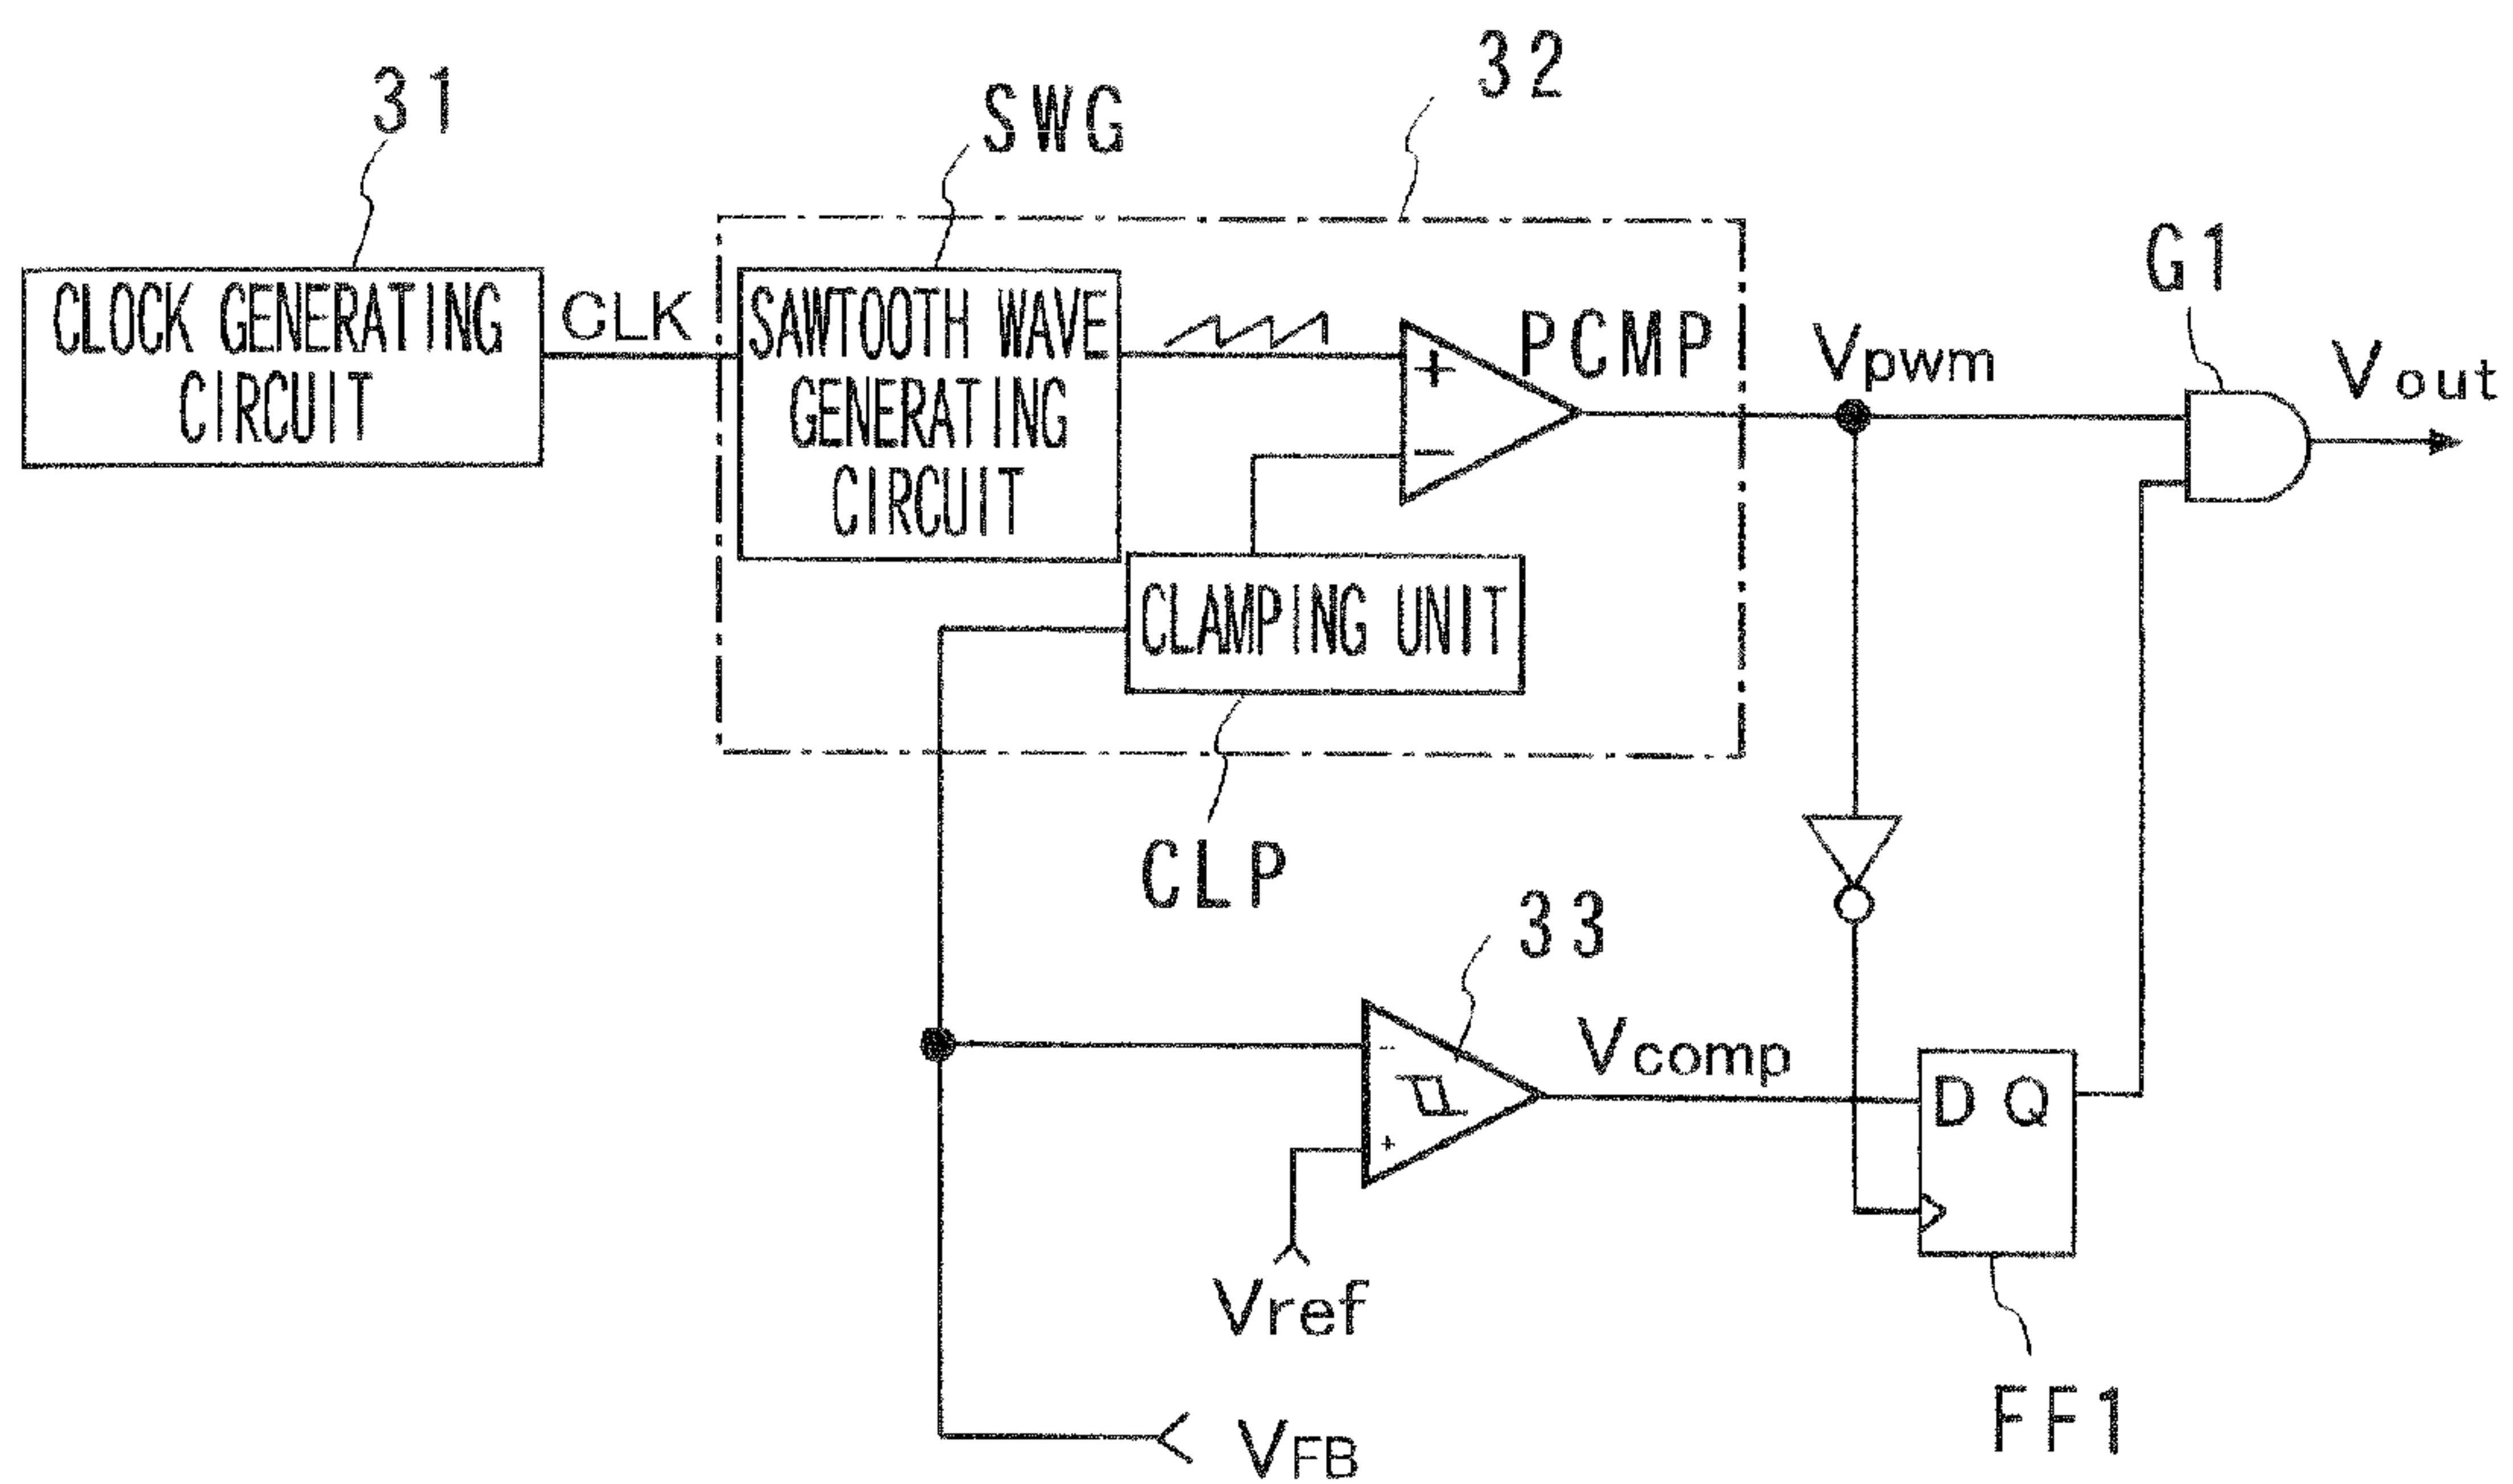 32
31
SWG
G1
CLOCK GENERATING
CIRCUIT
CLK
SAWTOOTH WAVE
GENERATING
CIRCUIT
+
−
PCMP
Vpwm
Vout
CLAMPING UNIT
CLP
33
−
+
Vcomp
D Q
Vref
FF1
VFB